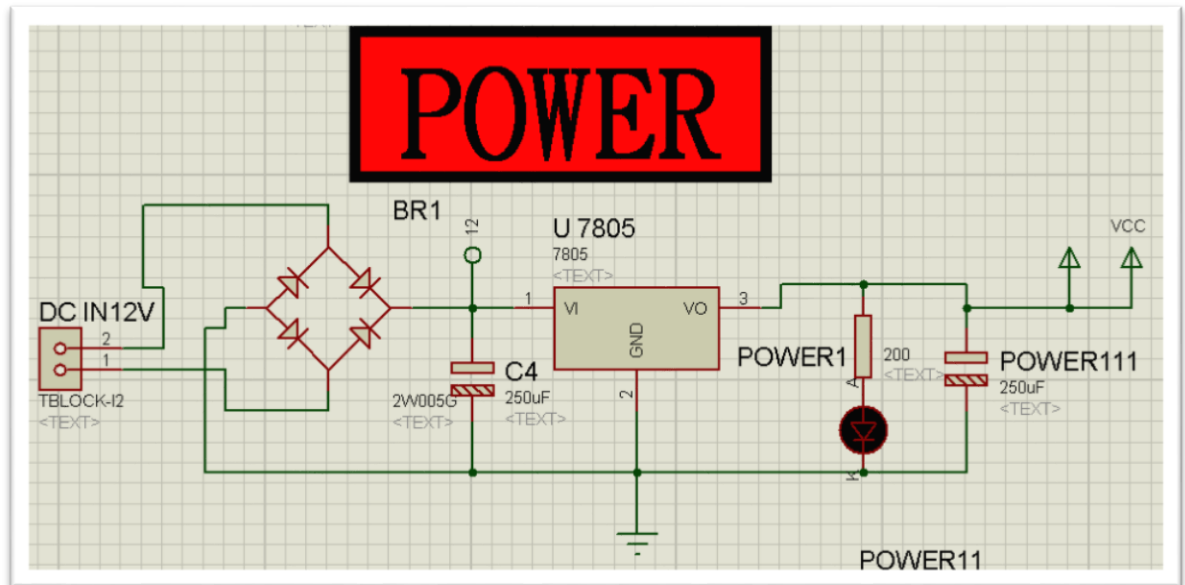 POWER
BR1
12
U 7805
7805
<TEXT>
DC IN12V
2
1
TBLOCK-I2
<TEXT>
2W005G
<TEXT>
C4
250uF
<TEXT>
1
VI
VO
3
GND
2
POWER1
200
<TEXT>
A
K
POWER111
250uF
<TEXT>
VCC
POWER11